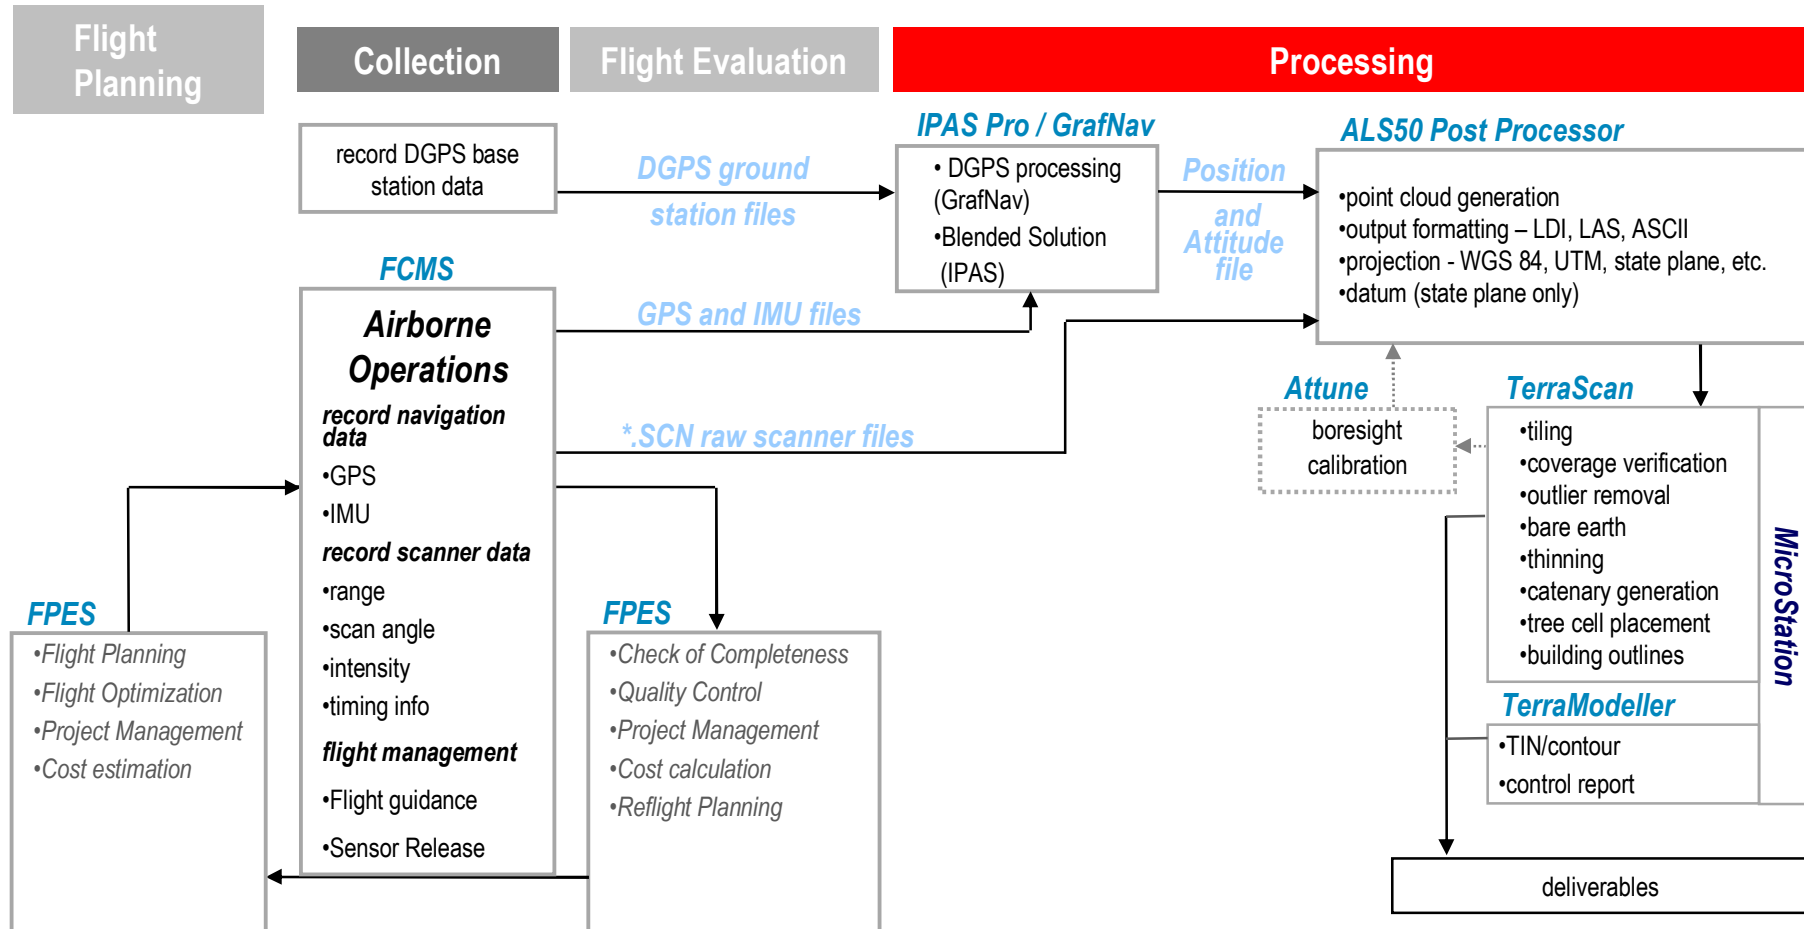 Flight
Planning
Collection
Flight Evaluation
Processing
record DGPS base
station data
DGPS ground
station files
IPAS Pro / GrafNav
• DGPS processing
(GrafNav)
•Blended Solution
(IPAS)
Position
and
Attitude
file
ALS50 Post Processor
•point cloud generation
•output formatting – LDI, LAS, ASCII
•projection - WGS 84, UTM, state plane, etc.
•datum (state plane only)
FCMS
Airborne
Operations
record navigation
data
•GPS
•IMU
record scanner data
•range
•scan angle
•intensity
•timing info
flight management
•Flight guidance
•Sensor Release
GPS and IMU files
*.SCN raw scanner files
FPES
•Flight Planning
•Flight Optimization
•Project Management
•Cost estimation
FPES
•Check of Completeness
•Quality Control
•Project Management
•Cost calculation
•Reflight Planning
Attune
boresight
calibration
TerraScan
•tiling
•coverage verification
•outlier removal
•bare earth
•thinning
•catenary generation
•tree cell placement
•building outlines
MicroStation
TerraModeller
•TIN/contour
•control report
deliverables